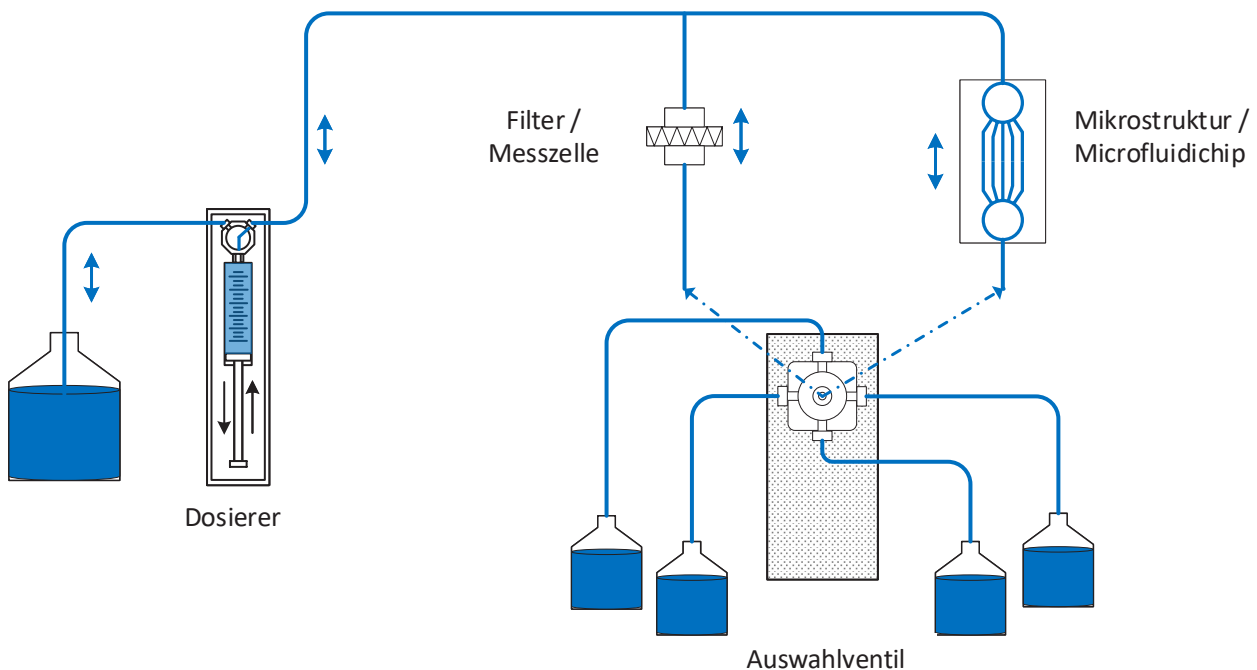 Filter /
Messzelle
Mikrostruktur /
Microfluidichip
Dosierer
Auswahlventil